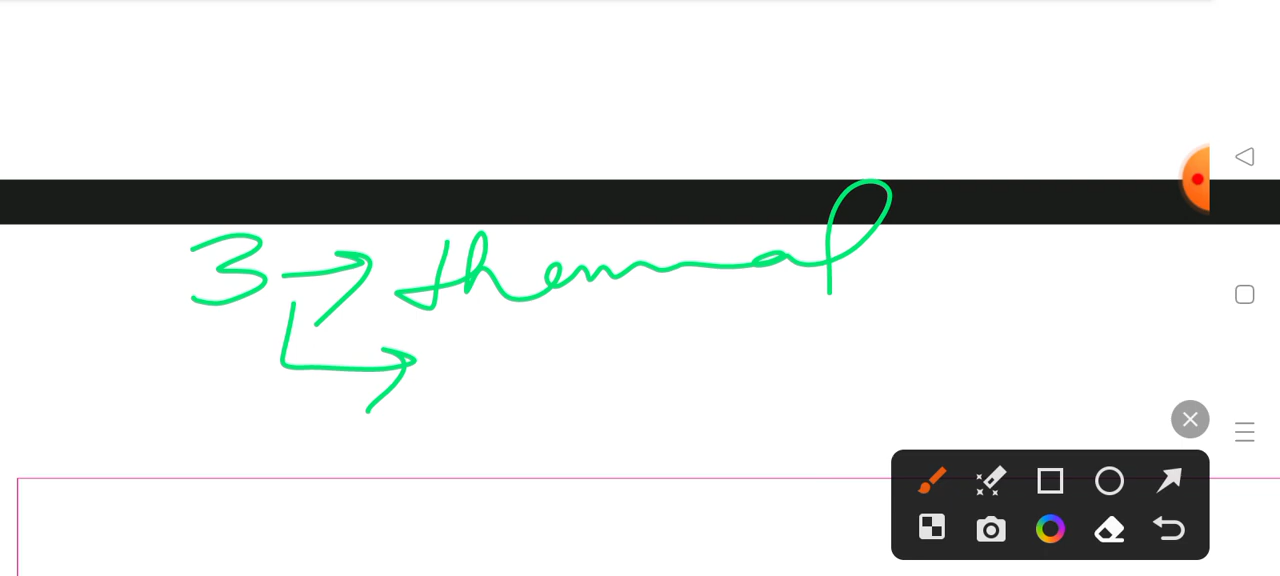 3 → thermal
↳